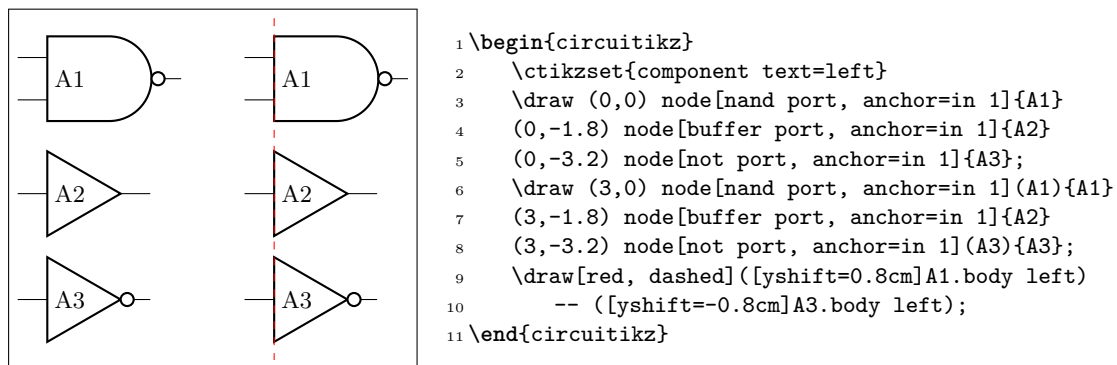 A1
A1
A2
A2
A3
A3
1 \begin{circuitikz}
2     \ctikzset{component text=left}
3     \draw (0,0) node[nand port, anchor=in 1]{A1}
4     (0,-1.8) node[buffer port, anchor=in 1]{A2}
5     (0,-3.2) node[not port, anchor=in 1]{A3};
6     \draw (3,0) node[nand port, anchor=in 1](A1){A1}
7     (3,-1.8) node[buffer port, anchor=in 1]{A2}
8     (3,-3.2) node[not port, anchor=in 1](A3){A3};
9     \draw[red, dashed]([yshift=0.8cm]A1.body left)
10        -- ([yshift=-0.8cm]A3.body left);
11 \end{circuitikz}